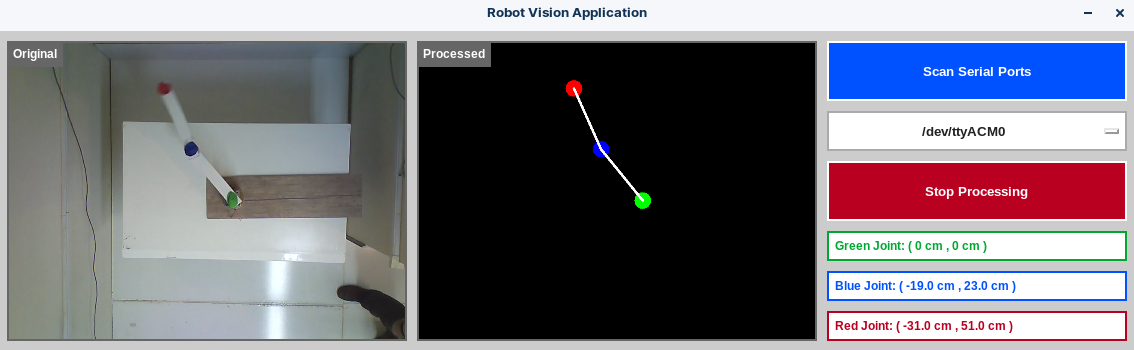 Robot Vision Application
Original
Processed
Scan Serial Ports
/dev/ttyACM0
Stop Processing
Green Joint: ( 0 cm , 0 cm )
Blue Joint: ( -19.0 cm , 23.0 cm )
Red Joint: ( -31.0 cm , 51.0 cm )